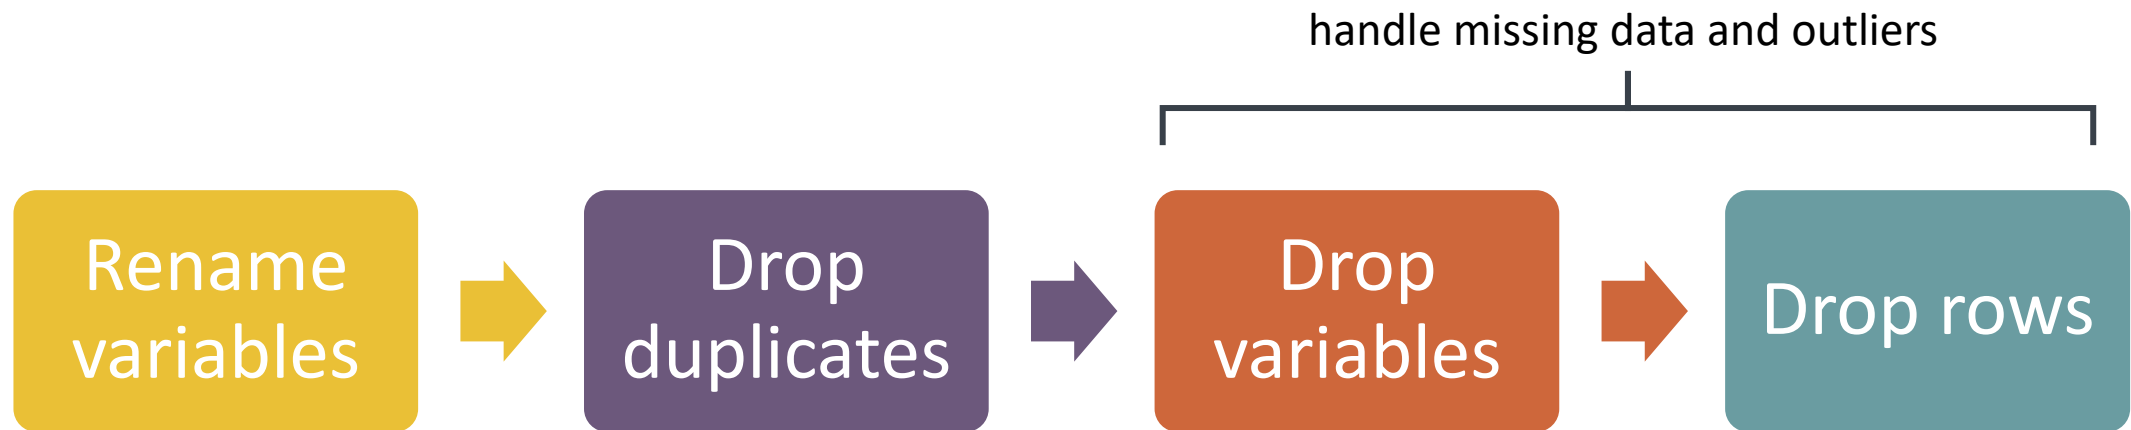 handle missing data and outliers
Rename
variables
Drop
duplicates
Drop
variables
Drop rows